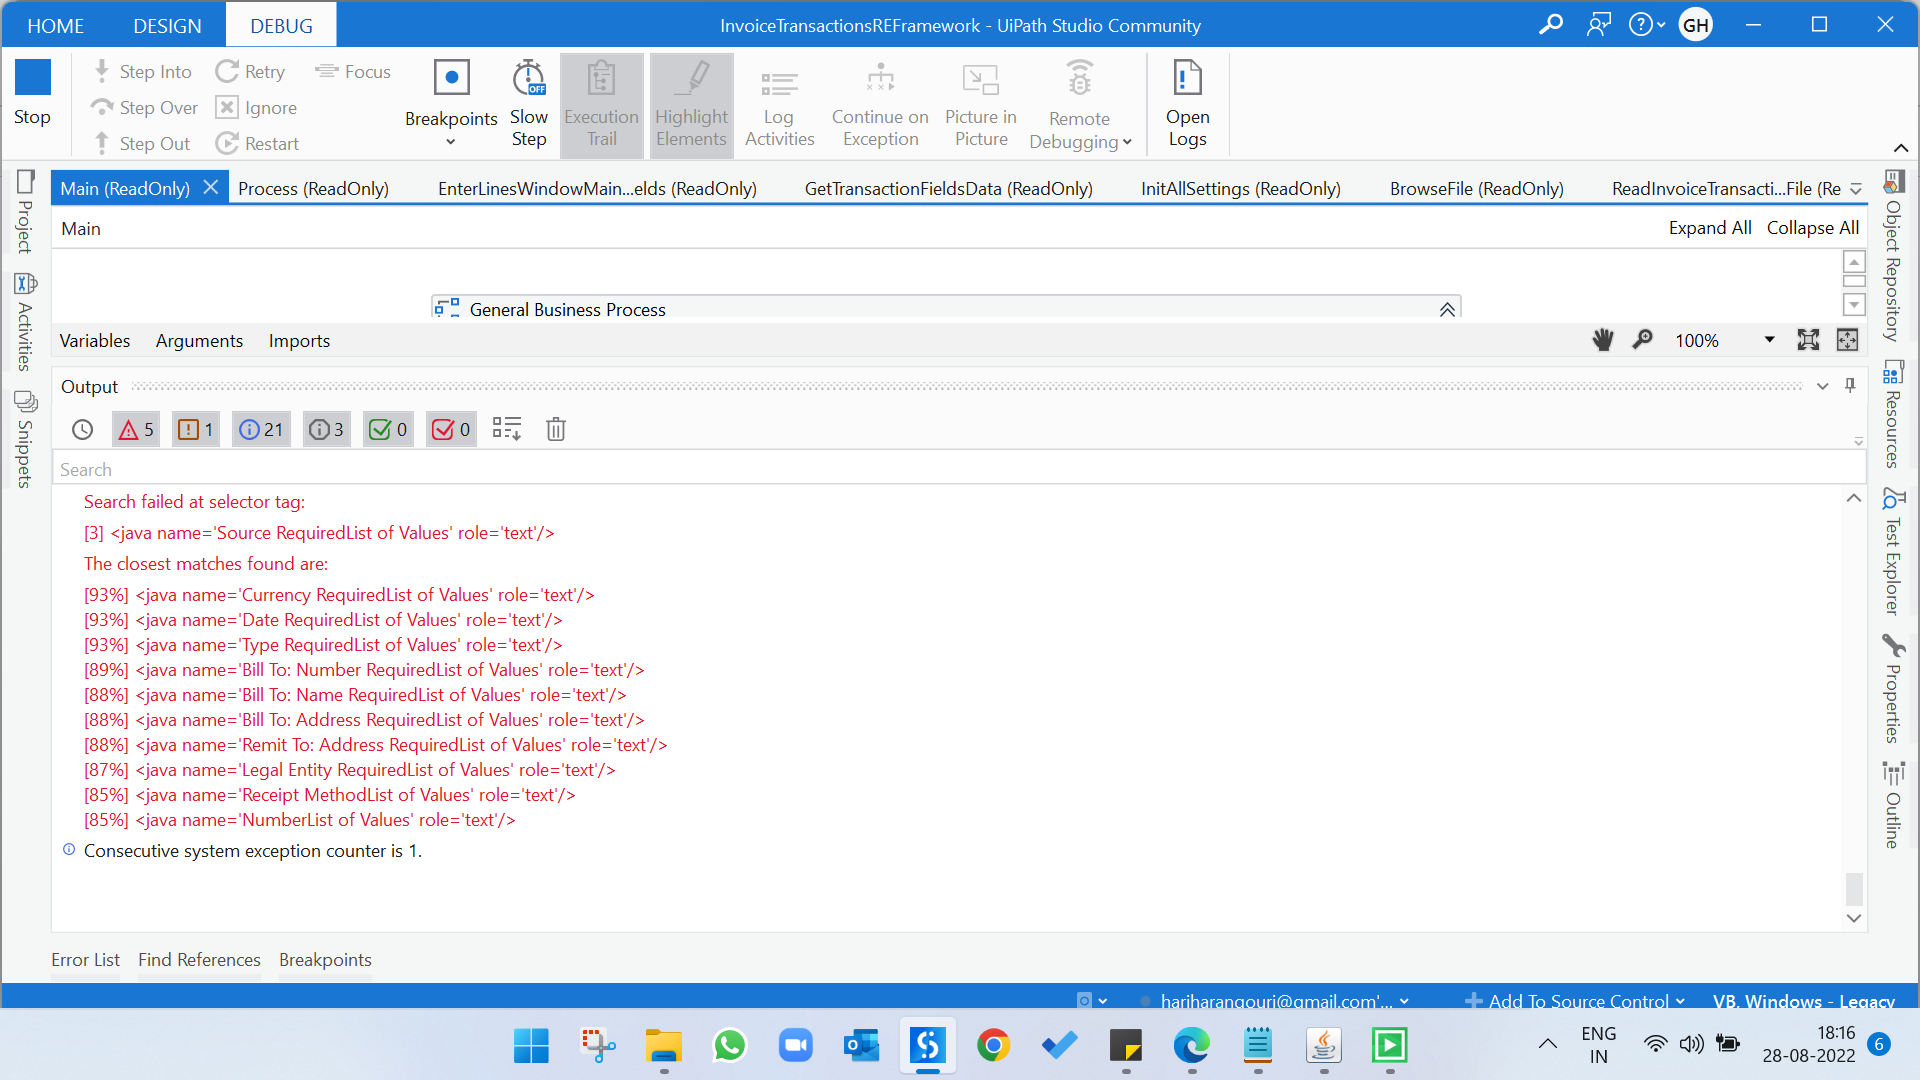 HOME DESIGN DEBUG InvoiceTransactionsREFramework - UiPath Studio Community GH
Stop
Step Into Retry Focus
Step Over Ignore
Step Out Restart
Breakpoints
Slow Step
OFF
Execution Trail
Highlight Elements
Log Activities
Continue on Exception
Picture in Picture
Remote Debugging
Open Logs
Main (ReadOnly) Process (ReadOnly) EnterLinesWindowMain...elds (ReadOnly) GetTransactionFieldsData (ReadOnly) InitAllSettings (ReadOnly) BrowseFile (ReadOnly) ReadInvoiceTransacti...File (Re
Project
Activities
Snippets
Main Expand All Collapse All
General Business Process
Variables Arguments Imports 100%
Output
5 1 21 3 0 0
Search
Search failed at selector tag:
[3] <java name='Source RequiredList of Values' role='text'/>
The closest matches found are:
[93%] <java name='Currency RequiredList of Values' role='text'/>
[93%] <java name='Date RequiredList of Values' role='text'/>
[93%] <java name='Type RequiredList of Values' role='text'/>
[89%] <java name='Bill To: Number RequiredList of Values' role='text'/>
[88%] <java name='Bill To: Name RequiredList of Values' role='text'/>
[88%] <java name='Bill To: Address RequiredList of Values' role='text'/>
[88%] <java name='Remit To: Address RequiredList of Values' role='text'/>
[87%] <java name='Legal Entity RequiredList of Values' role='text'/>
[85%] <java name='Receipt MethodList of Values' role='text'/>
[85%] <java name='NumberList of Values' role='text'/>
Consecutive system exception counter is 1.
Object Repository
Resources
Test Explorer
Properties
Outline
Error List Find References Breakpoints
hariharangouri@gmail.com'... Add To Source Control VB, Windows - Legacy
ENG
IN
18:16
28-08-2022
6